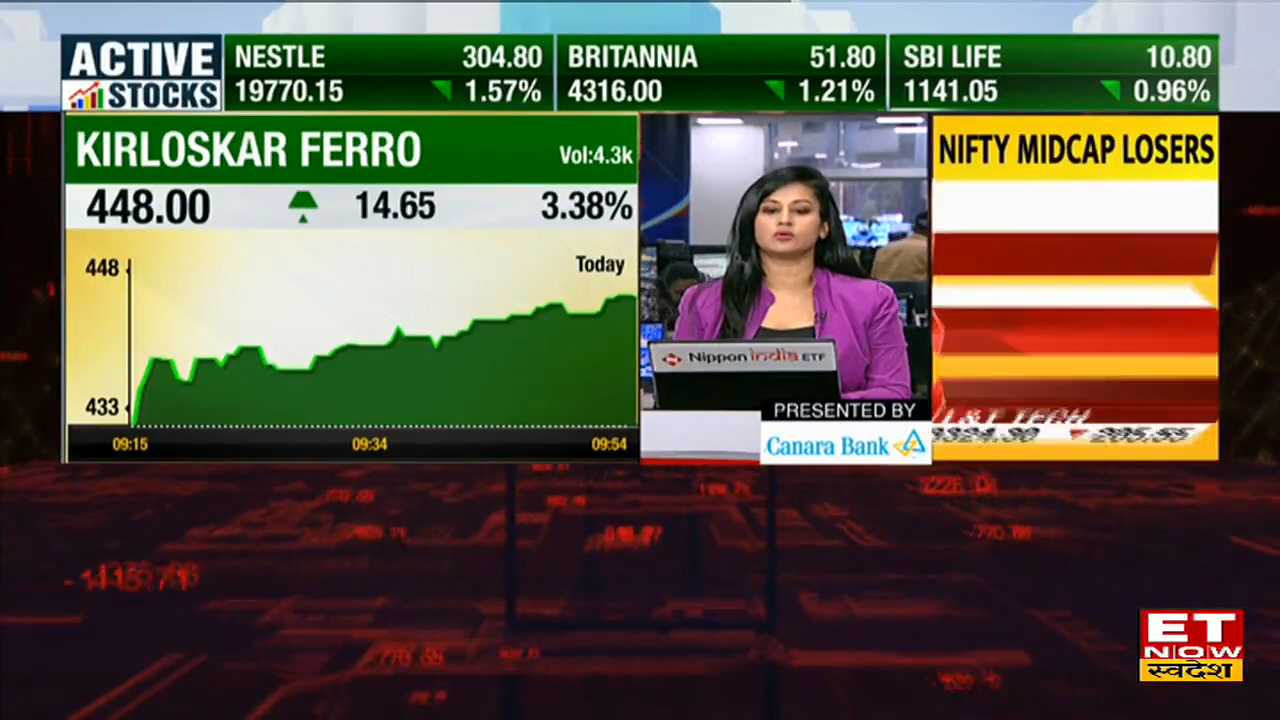 ACTIVE
STOCKS
NESTLE 304.80
19770.15 1.57%
BRITANNIA 51.80
4316.00 1.21%
SBI LIFE 10.80
1141.05 0.96%
KIRLOSKAR FERRO Vol:4.3k
448.00 14.65 3.38%
Today
448
433
09:15 09:34 09:54
Nippon india ETF
PRESENTED BY
Canara Bank
NIFTY MIDCAP LOSERS
L&T TECH
ET
NOW
स्वदेश